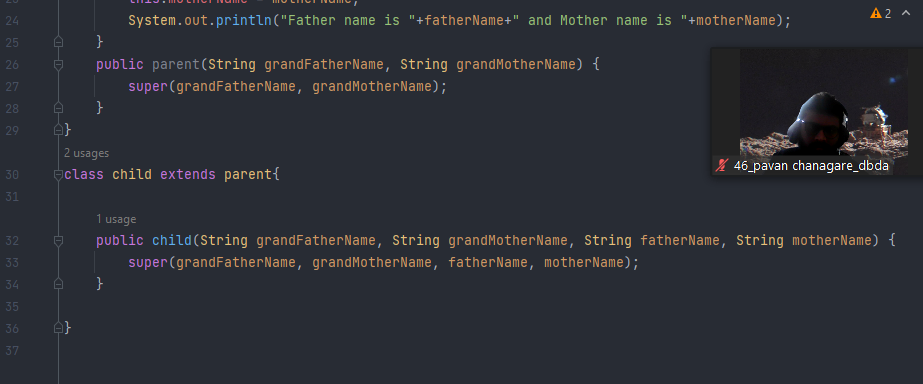 this.motherName = motherName;
24 System.out.println("Father name is "+fatherName+" and Mother name is "+motherName);
2
25 }
26 public parent(String grandFatherName, String grandMotherName) {
27 super(grandFatherName, grandMotherName);
28 }
29 }
2 usages
30 class child extends parent{
31
1 usage
32 public child(String grandFatherName, String grandMotherName, String fatherName, String motherName) {
33 super(grandFatherName, grandMotherName, fatherName, motherName);
34 }
35
36 }
37
46_pavan chanagare_dbda